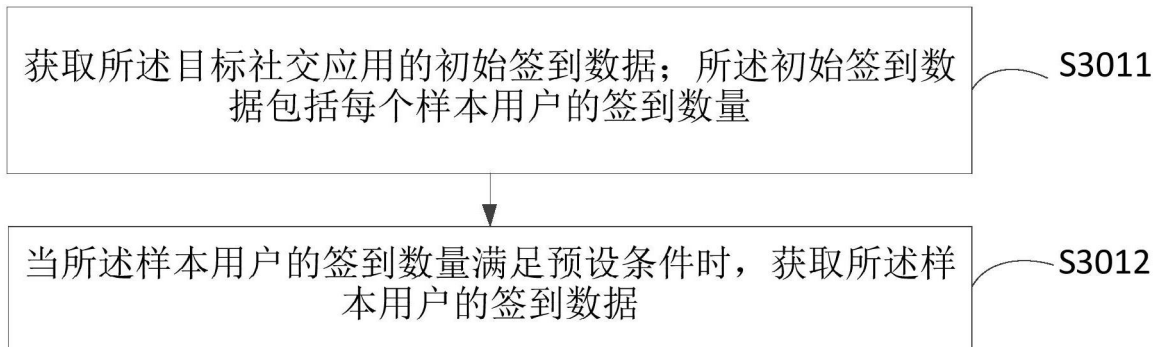 获取所述目标社交应用的初始签到数据；所述初始签到数
据包括每个样本用户的签到数量
S3011
当所述样本用户的签到数量满足预设条件时，获取所述样
本用户的签到数据
S3012